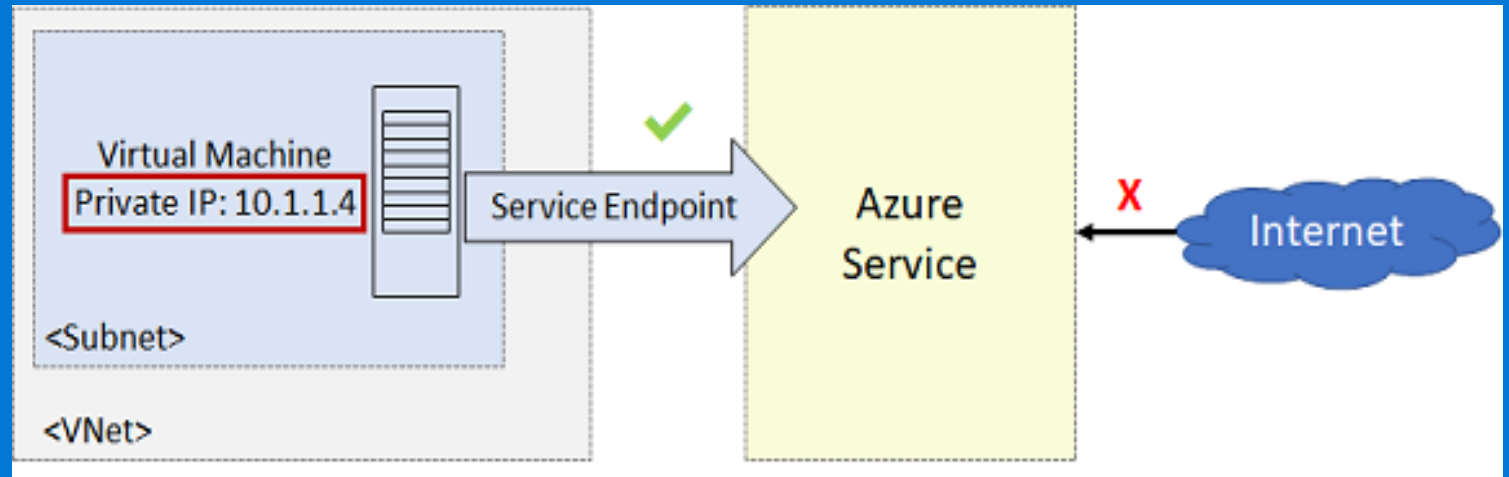 Virtual Machine
Private IP: 10.1.1.4
<Subnet>
<VNet>
Service Endpoint
Azure
Service
X
Internet